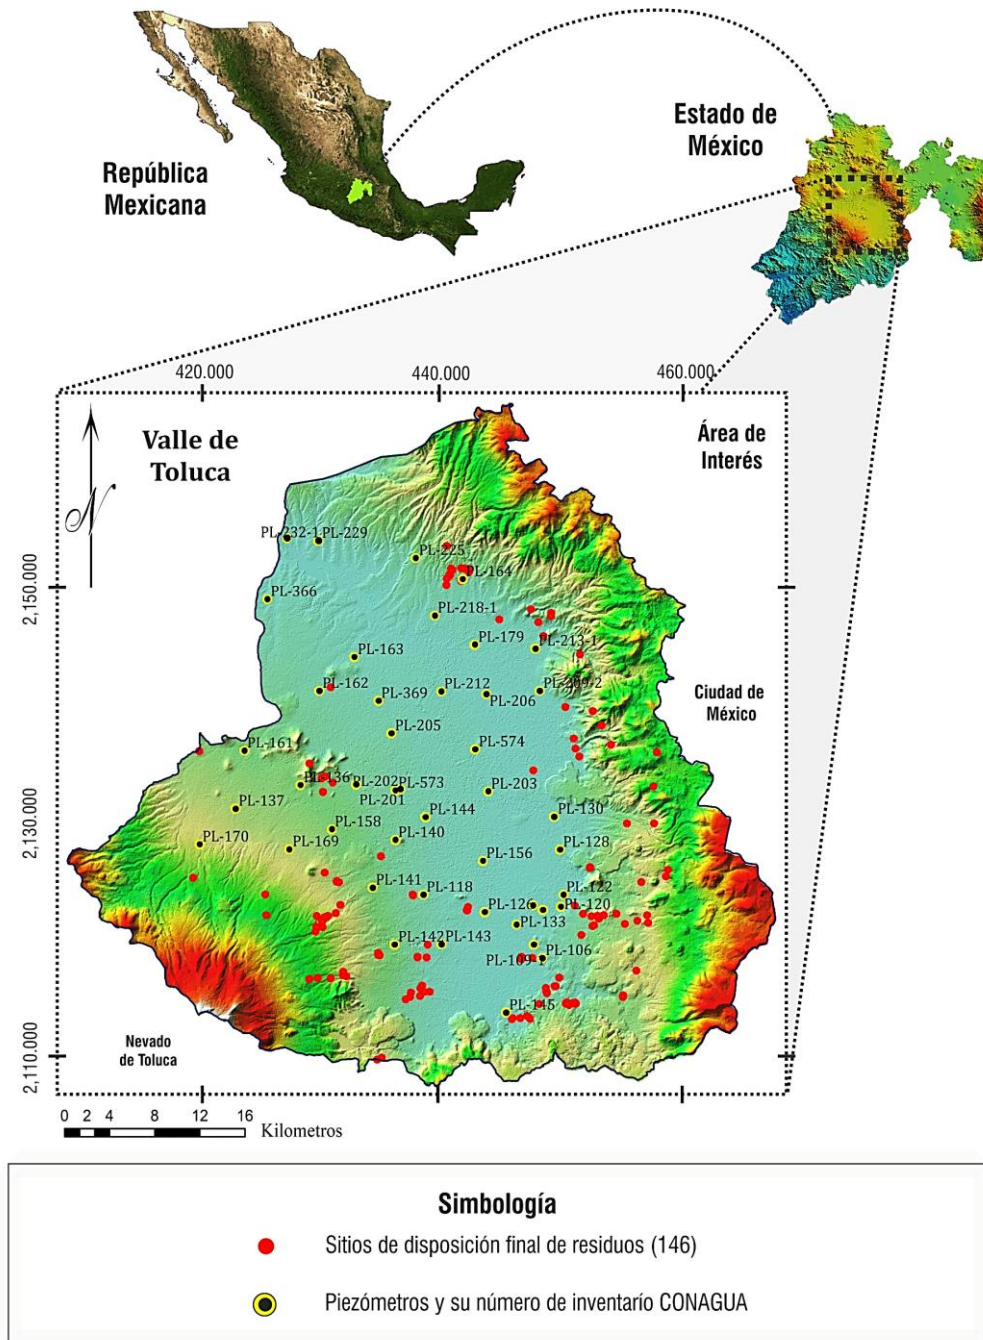 República
Mexicana
Estado de
México
420.000
440.000
460.000
Valle de
Toluca
Área de
Interés
N
PL-232-1
PL-229
PL-225
PL-164
2,150.000
PL-366
PL-218-1
PL-179
PL-213-1
PL-163
PL-162
PL-369
PL-212
PL-206
PL-209-2
Ciudad de
México
PL-205
PL-161
PL-574
PL-136
PL-202
PL-573
PL-201
PL-203
PL-137
PL-144
PL-130
2,130.000
PL-158
PL-140
PL-170
PL-169
PL-156
PL-128
PL-141
PL-118
PL-122
PL-126
PL-120
PL-133
PL-142
PL-143
PL-106
PL-109-1
PL-145
Nevado
de Toluca
2,110.000
0 2 4 8 12 16
Kilometros
Simbología
Sitios de disposición final de residuos (146)
Piezómetros y su número de inventario CONAGUA